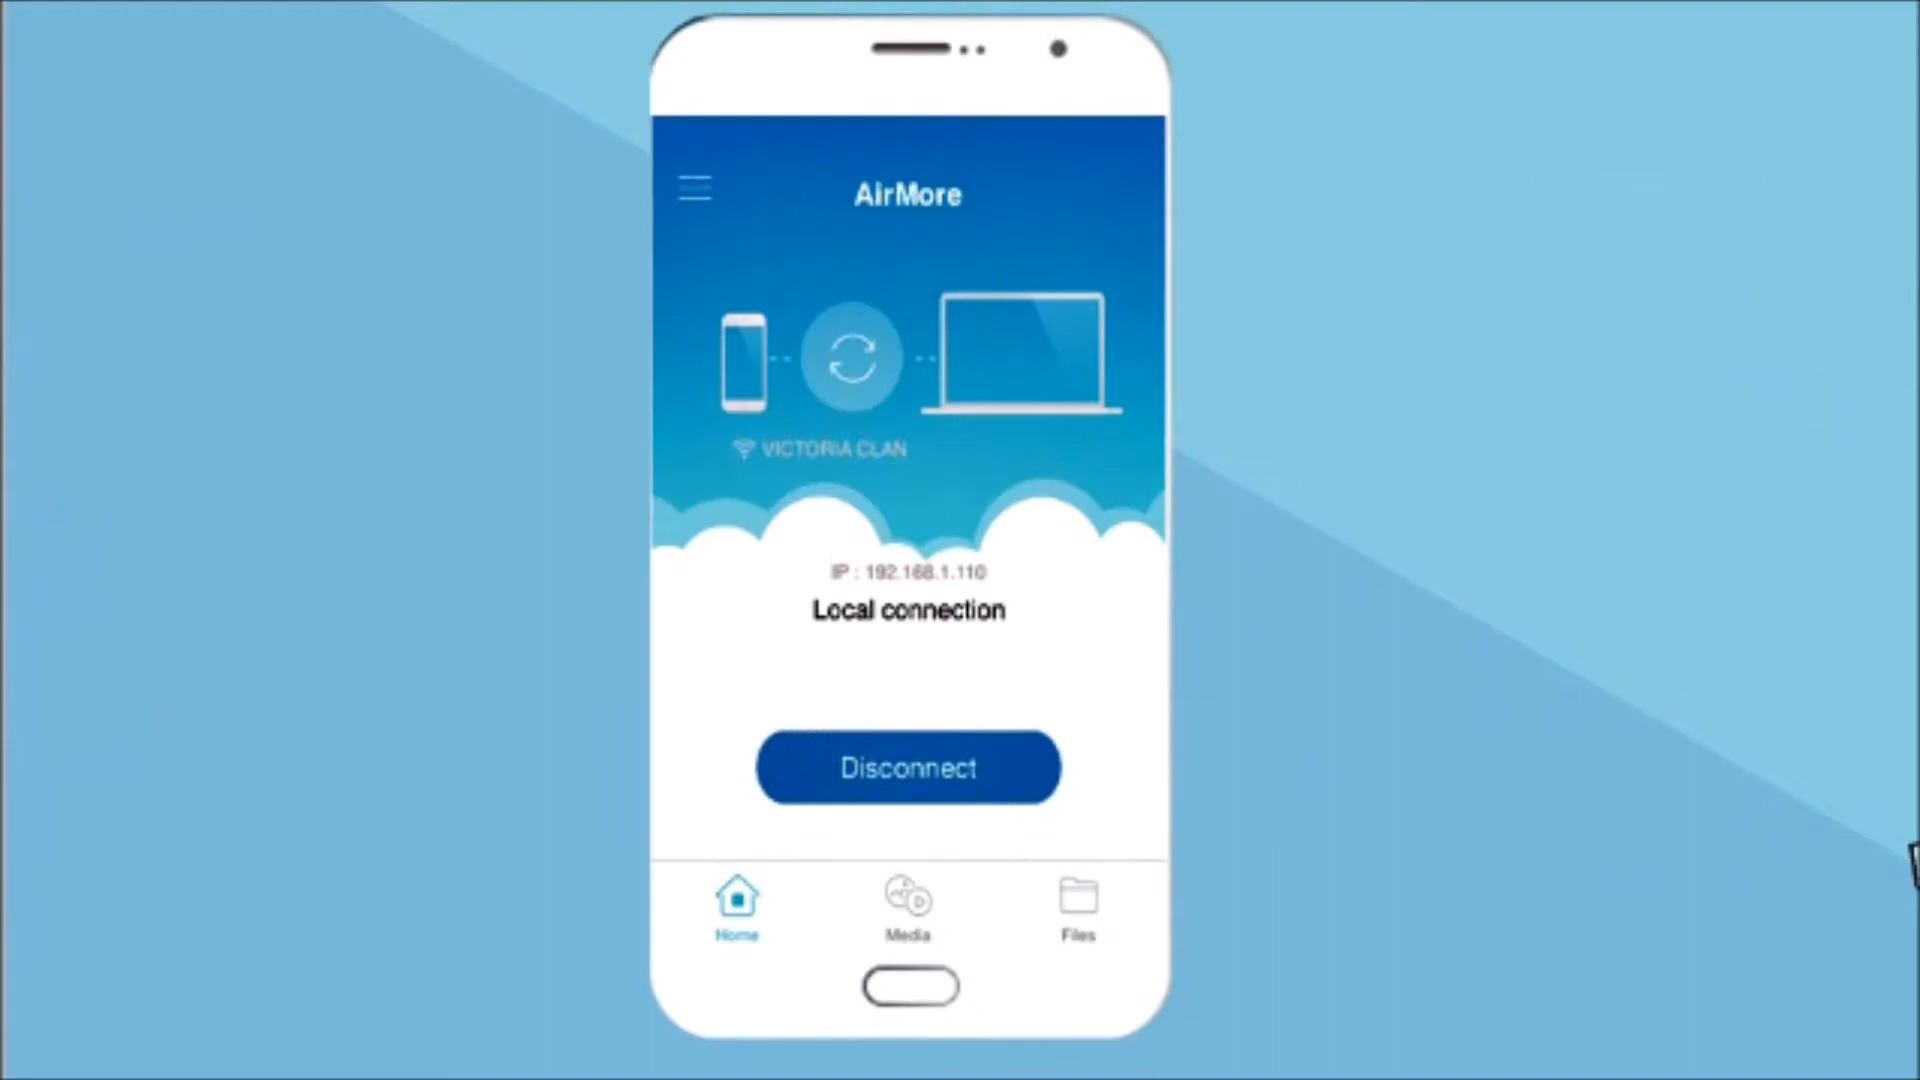 AirMore
VICTORIA CLAN
IP : 192.168.1.110
Local connection
Disconnect
Home
Media
Files